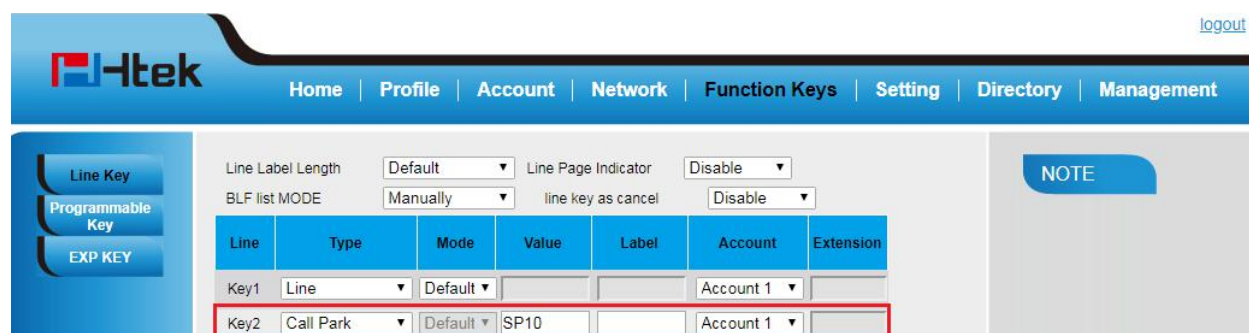 logout
Htek
Home | Profile | Account | Network | Function Keys | Setting | Directory | Management
Line Key
Programmable Key
EXP KEY
Line Label Length Default Line Page Indicator Disable
BLF list MODE Manually line key as cancel Disable
Line Type Mode Value Label Account Extension
Key1 Line Default Account 1
Key2 Call Park Default SP10 Account 1
NOTE